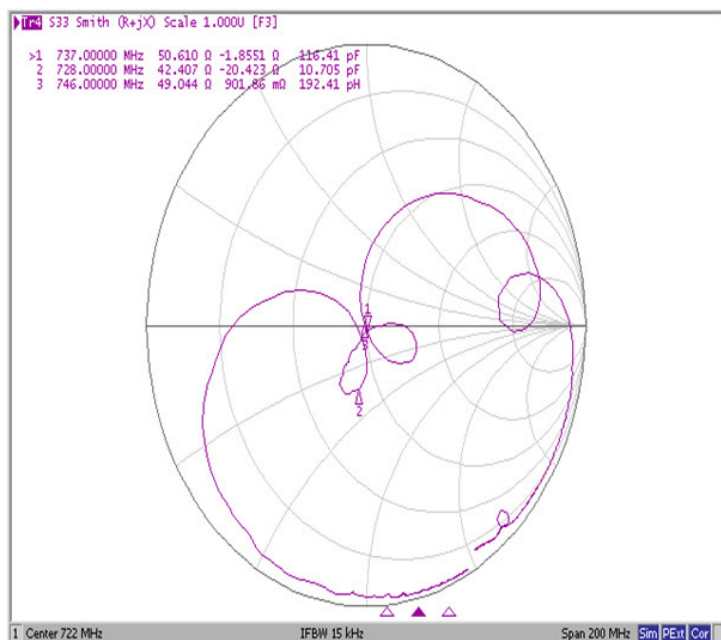 Tr4 S33 Smith (R+jX) Scale 1.000U [F3]
>1 737.00000 MHz 50.610 Ω -1.8551 Ω 116.41 pF
2 728.00000 MHz 42.407 Ω -20.423 Ω 10.705 pF
3 746.00000 MHz 49.044 Ω 901.86 mΩ 192.41 pH
1
3
2
1 Center 722 MHz IFBW 15 kHz Span 200 MHz Sim PExt Cor